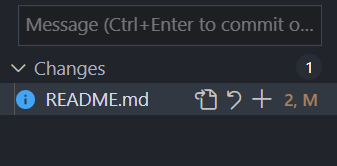 Message (Ctrl+Enter to commit o...
Changes 1
README.md 2, M